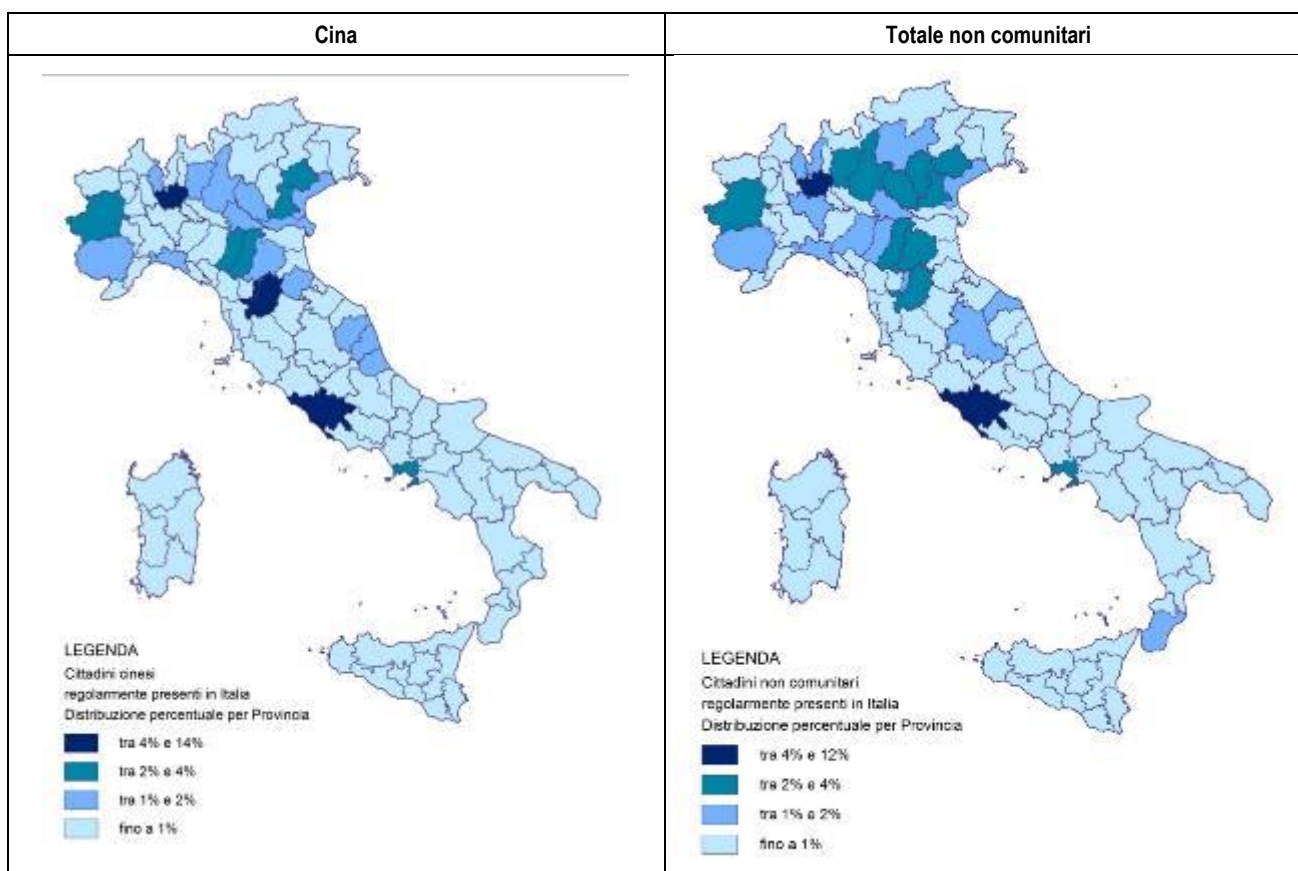 Cina
Totale non comunitari
LEGENDA
Cittadini cinesi
regolarmente presenti in Italia
Distribuzione percentuale per Provincia
tra 4% e 14%
tra 2% e 4%
tra 1% e 2%
fino a 1%
LEGENDA
Cittadini non comunitari
regolarmente presenti in Italia
Distribuzione percentuale per Provincia
tra 4% e 12%
tra 2% e 4%
tra 1% e 2%
fino a 1%